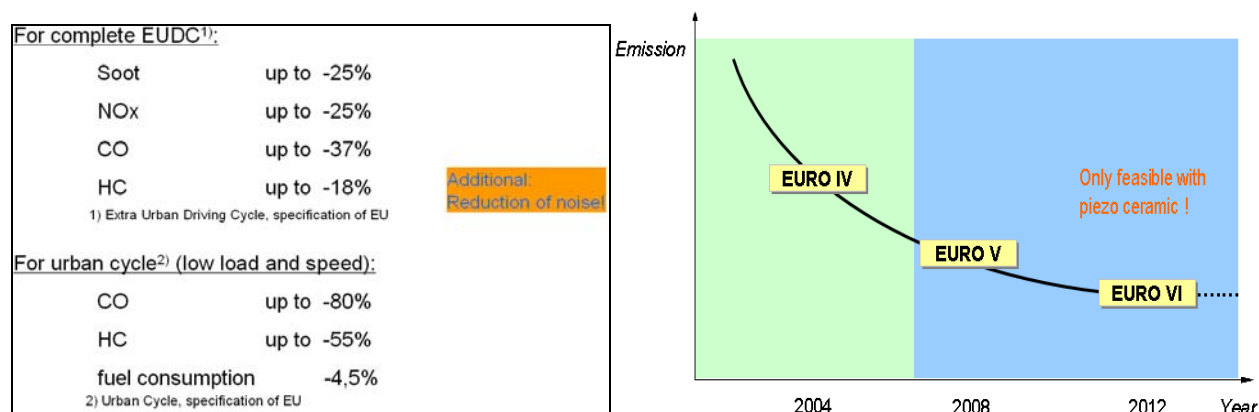 For complete EUDC1):
Soot up to -25%
NOx up to -25%
CO up to -37%
HC up to -18%
1) Extra Urban Driving Cycle, specification of EU
Additional:
Reduction of noise!
For urban cycle2) (low load and speed):
CO up to -80%
HC up to -55%
fuel consumption -4,5%
2) Urban Cycle, specification of EU
Emission
EURO IV
EURO V
EURO VI
Only feasible with
piezo ceramic !
2004 2008 2012 Year